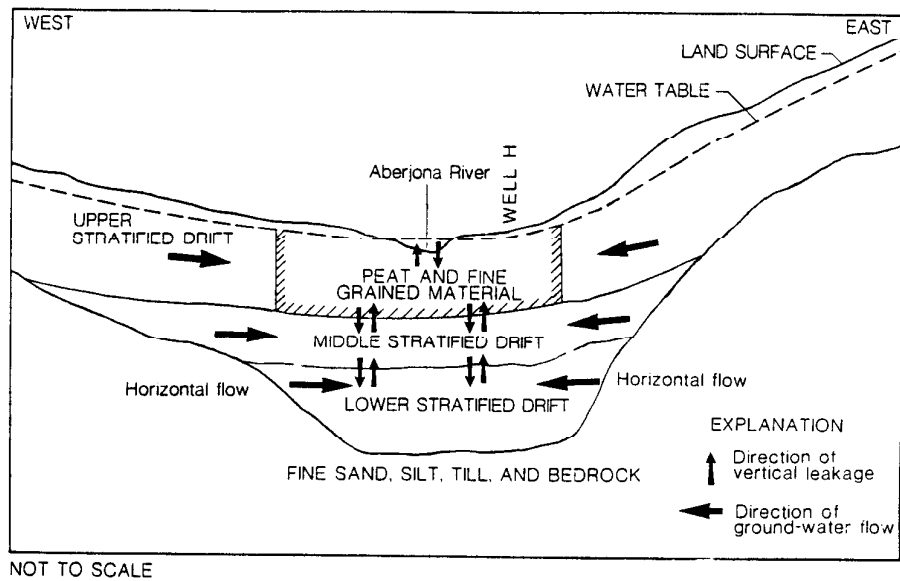 WEST
EAST
LAND SURFACE
WATER TABLE
Aberjona River
WELL H
UPPER
STRATIFIED DRIFT
PEAT AND FINE
GRAINED MATERIAL
MIDDLE STRATIFIED DRIFT
Horizontal flow
Horizontal flow
LOWER STRATIFIED DRIFT
FINE SAND, SILT, TILL, AND BEDROCK
EXPLANATION
Direction of
vertical leakage
Direction of
ground-water flow
NOT TO SCALE